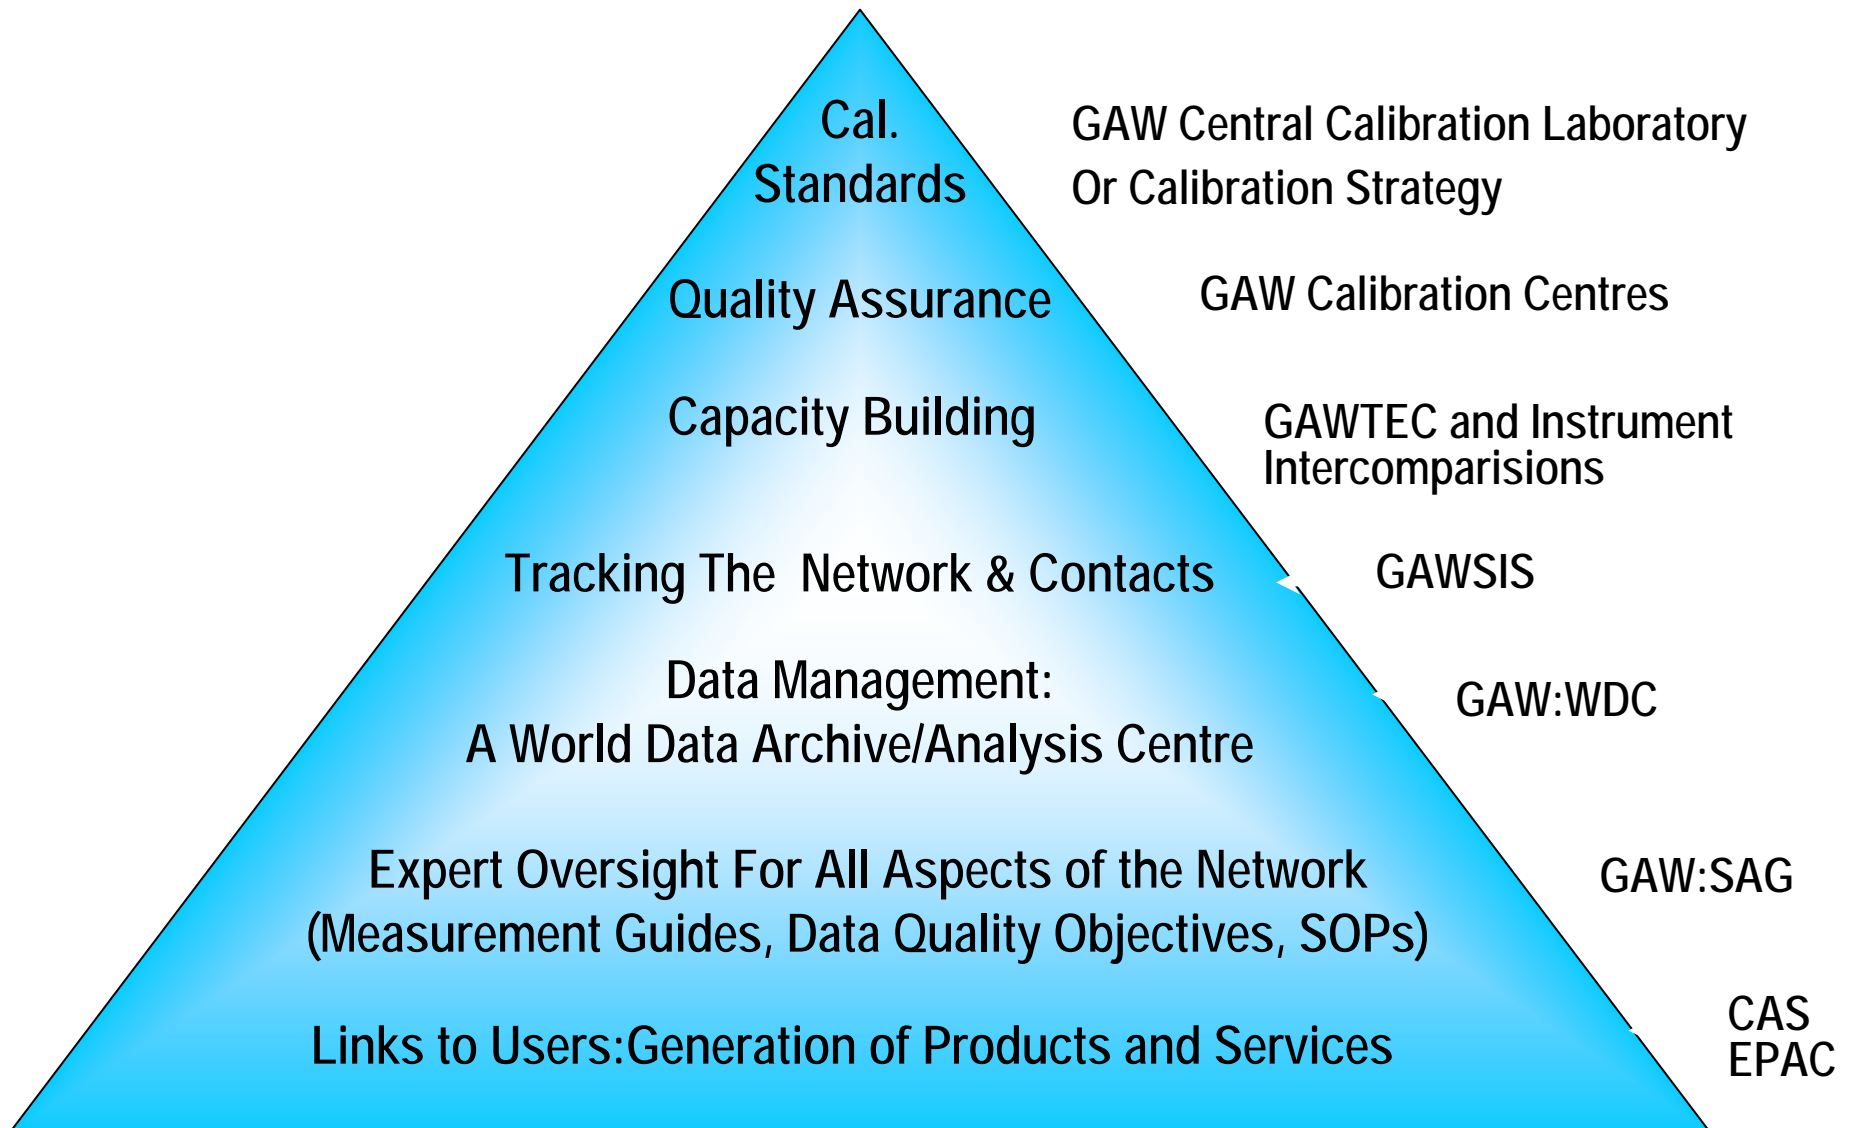 Cal.
Standards
GAW Central Calibration Laboratory
Or Calibration Strategy
Quality Assurance
GAW Calibration Centres
Capacity Building
GAWTEC and Instrument
Intercomparisions
Tracking The Network & Contacts
GAWSIS
Data Management:
A World Data Archive/Analysis Centre
GAW:WDC
Expert Oversight For All Aspects of the Network
(Measurement Guides, Data Quality Objectives, SOPs)
GAW:SAG
Links to Users:Generation of Products and Services
CAS
EPAC